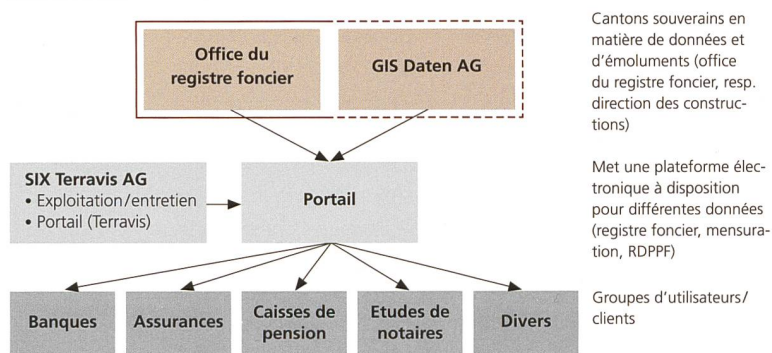 Office du
registre foncier
GIS Daten AG
Cantons souverains en
matière de données et
d'émoluments (office
du registre foncier, resp.
direction des construc-
tions)
SIX Terravis AG
• Exploitation/entretien
• Portail (Terravis)
Portail
Met une plateforme élec-
tronique à disposition
pour différentes données
(registre foncier, mensura-
tion, RDPPF)
Banques
Assurances
Caisses de
pension
Etudes de
notaires
Divers
Groupes d'utilisateurs/
clients